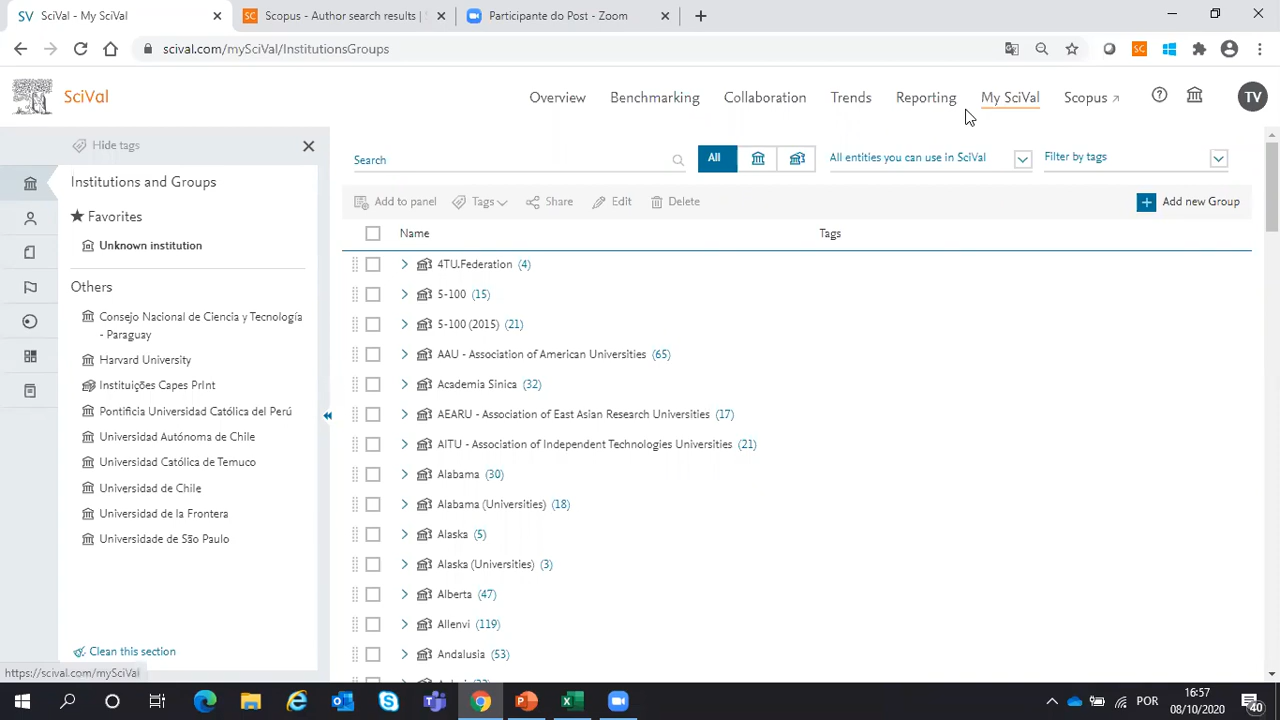 SciVal - My SciVal
Scopus - Author search results |
Participante do Post - Zoom
scival.com/mySciVal/InstitutionsGroups
SciVal
Overview
Benchmarking
Collaboration
Trends
Reporting
My SciVal
Scopus
TV
Hide tags
Institutions and Groups
Favorites
Unknown institution
Others
Consejo Nacional de Ciencia y Tecnología
- Paraguay
Harvard University
Instituições Capes PrInt
Pontificia Universidad Católica del Perú
Universidad Autónoma de Chile
Universidad Católica de Temuco
Universidad de Chile
Universidad de la Frontera
Universidade de São Paulo
Clean this section
https://scival.com/mySciVal
Search
All
All entities you can use in SciVal
Filter by tags
Add to panel
Tags
Share
Edit
Delete
Add new Group
Name
Tags
4TU.Federation (4)
5-100 (15)
5-100 (2015) (21)
AAU - Association of American Universities (65)
Academia Sinica (32)
AEARU - Association of East Asian Research Universities (17)
AITU - Association of Independent Technologies Universities (21)
Alabama (30)
Alabama (Universities) (18)
Alaska (5)
Alaska (Universities) (3)
Alberta (47)
Allenvi (119)
Andalusia (53)
POR
16:57
08/10/2020
40